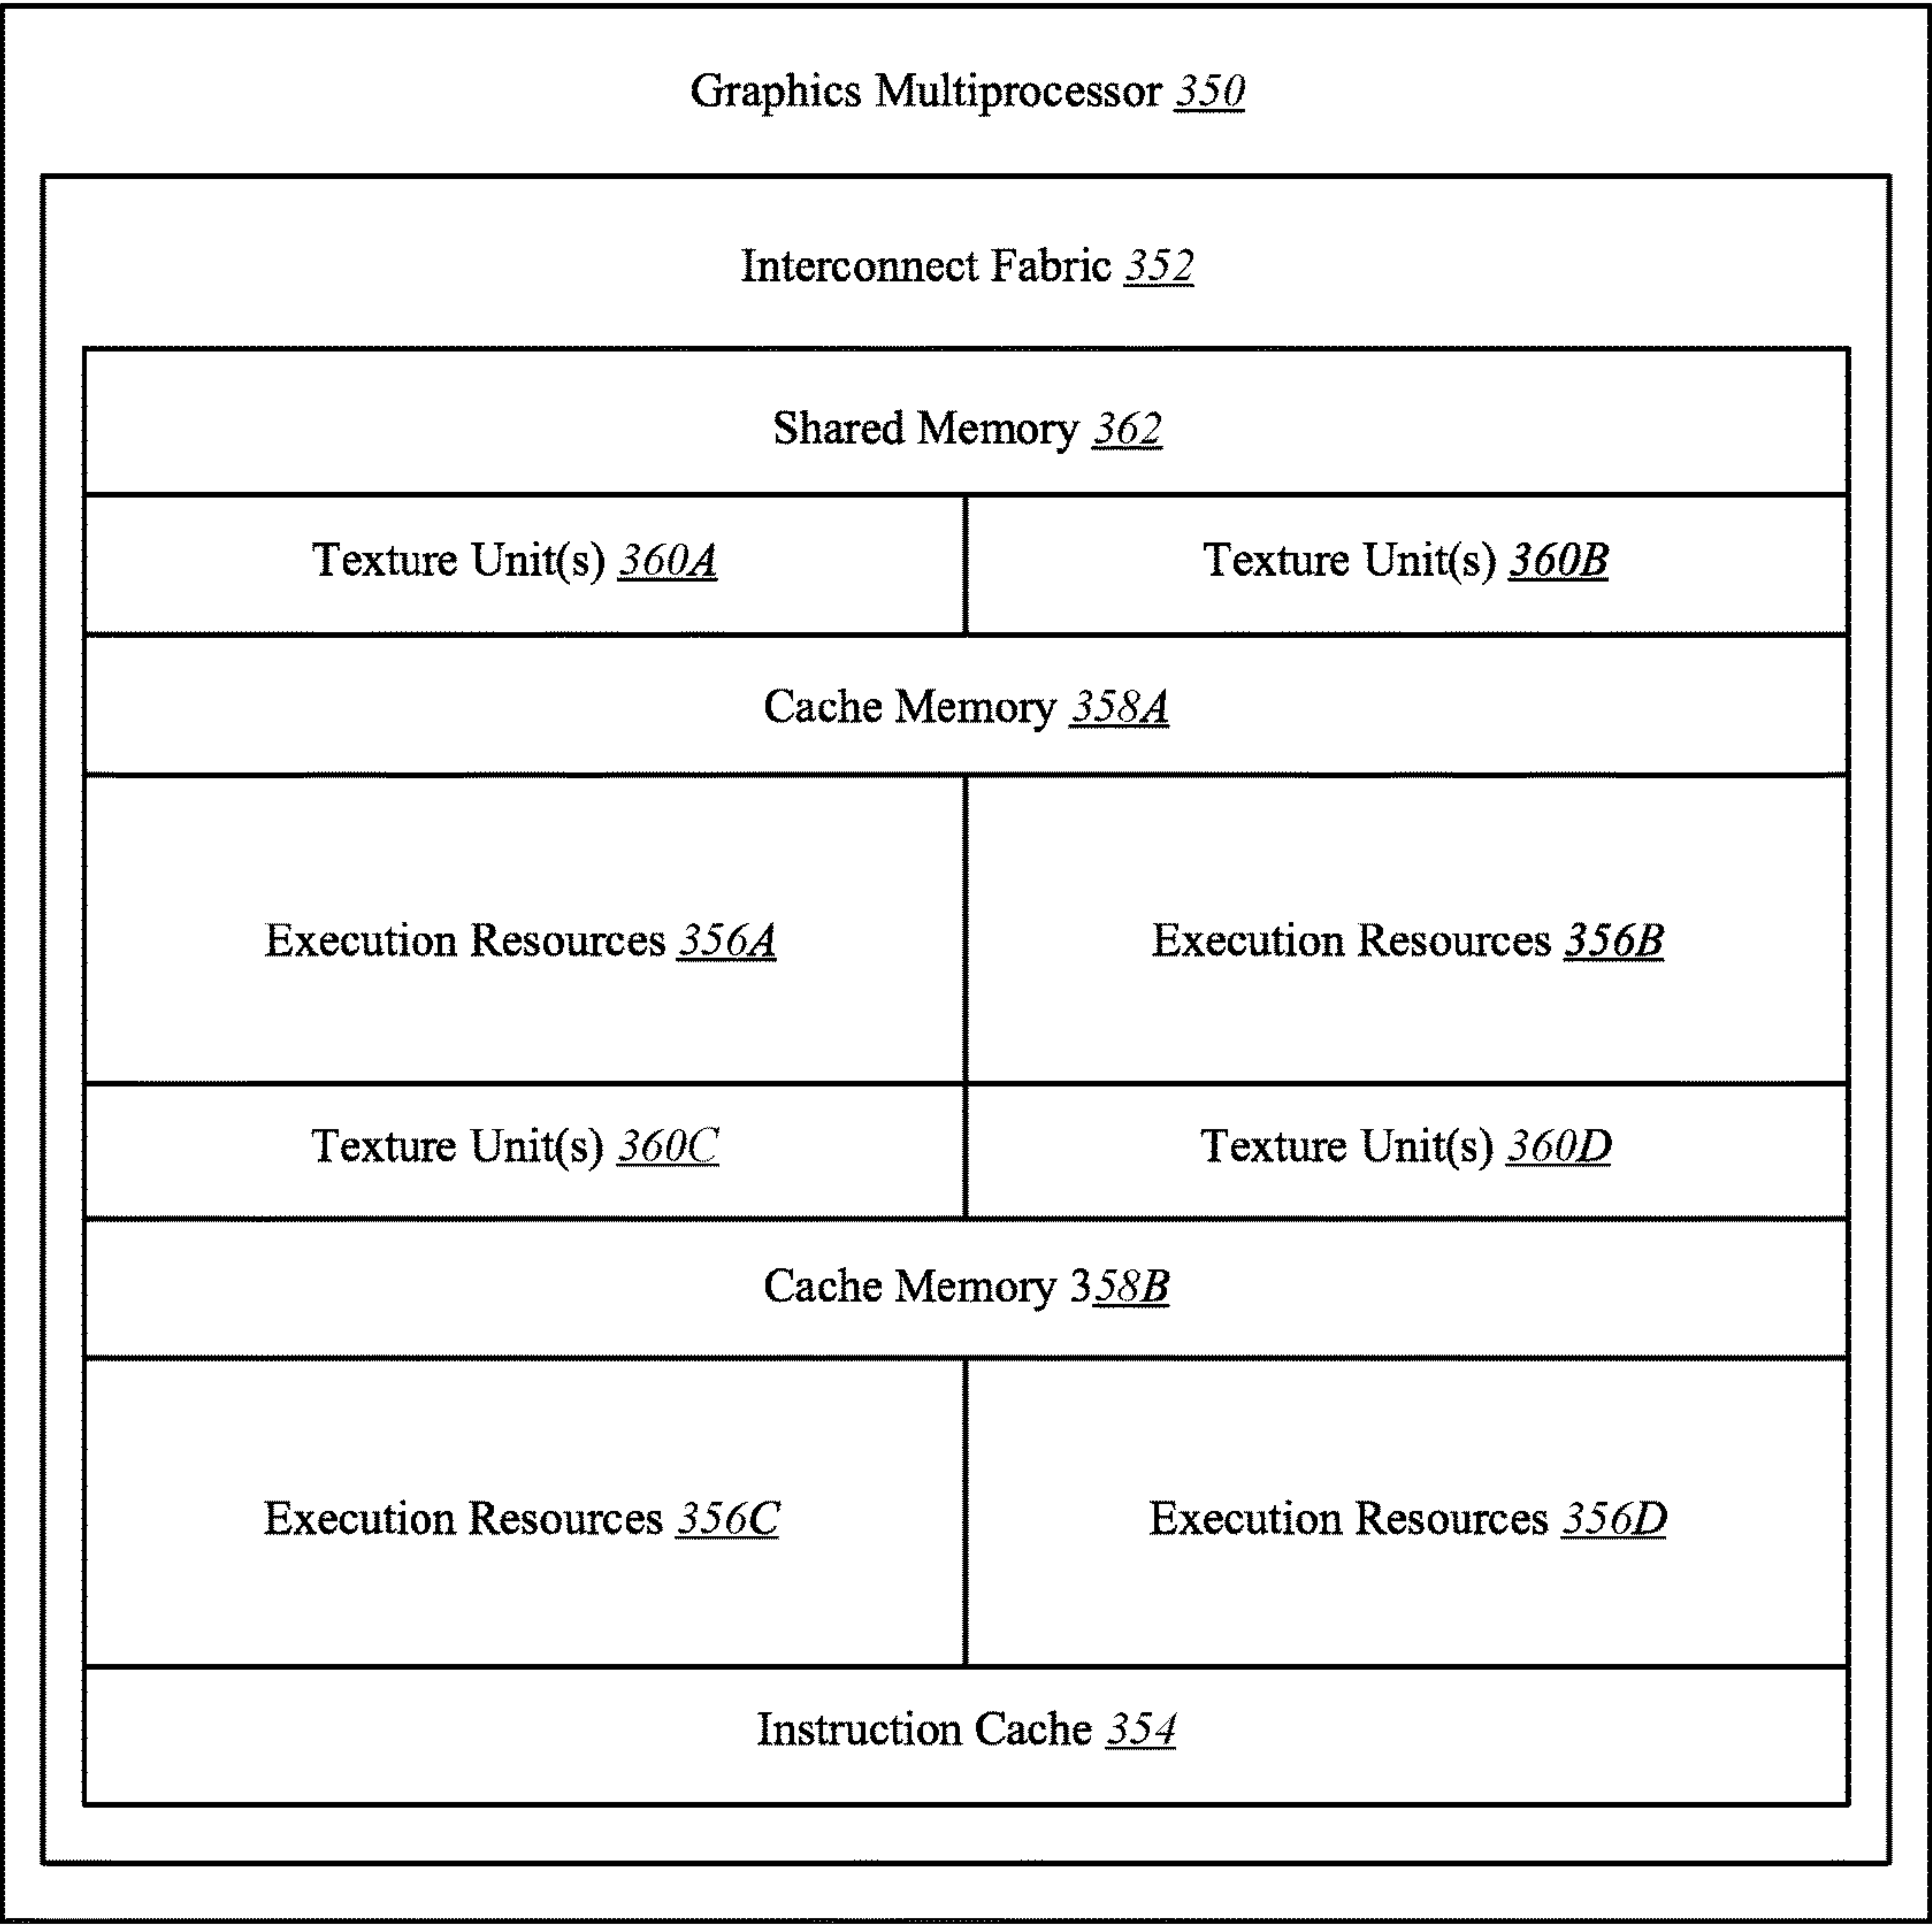 Graphics Multiprocessor 350
Interconnect Fabric 352
Shared Memory 362
Texture Unit(s) 360A
Texture Unit(s) 360B
Cache Memory 358A
Execution Resources 356A
Execution Resources 356B
Texture Unit(s) 360C
Texture Unit(s) 360D
Cache Memory 358B
Execution Resources 356C
Execution Resources 356D
Instruction Cache 354